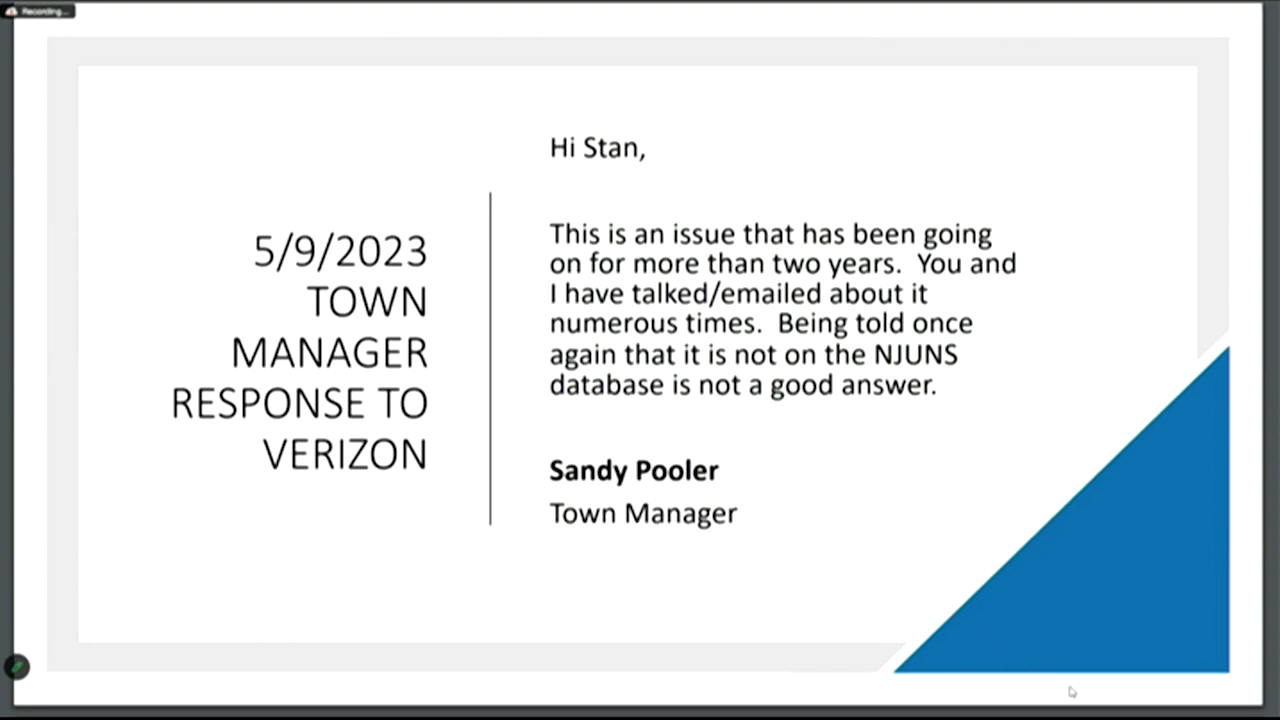 Recording...
5/9/2023
TOWN
MANAGER
RESPONSE TO
VERIZON
Hi Stan,
This is an issue that has been going
on for more than two years.  You and
I have talked/emailed about it
numerous times.  Being told once
again that it is not on the NJUNS
database is not a good answer.
Sandy Pooler
Town Manager